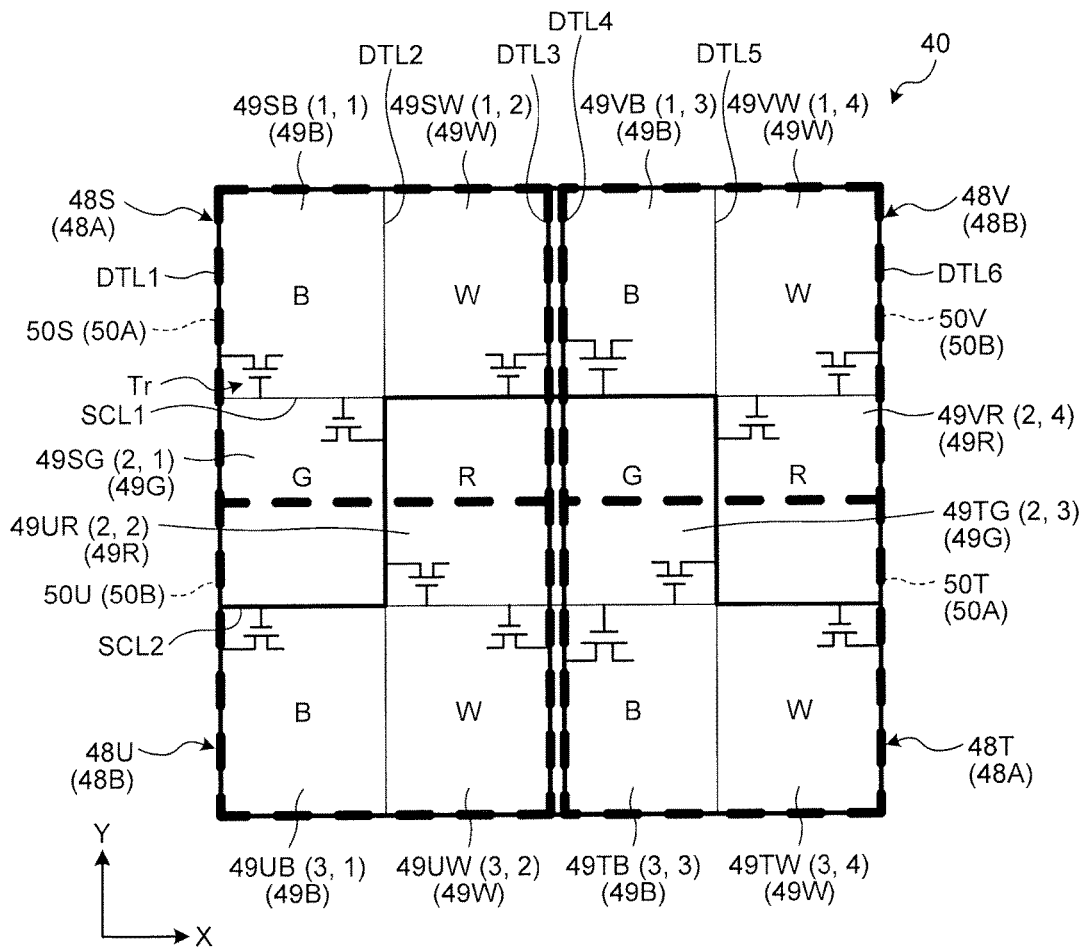 DTL4
DTL2 DTL3 DTL5 40
49SB (1, 1) 49SW (1, 2) 49VB (1, 3) 49VW (1, 4)
(49B) (49W) (49B) (49W)
48S 48V
(48A) (48B)
DTL1 DTL6
B W B W
50S (50A) 50V
(50B)
Tr
SCL1
49VR (2, 4)
(49R)
49SG (2, 1)
(49G)
G R G R
49UR (2, 2) 49TG (2, 3)
(49R) (49G)
50U (50B) 50T
(50A)
SCL2
B W B W
48U 48T
(48B) (48A)
Y
49UB (3, 1) 49UW (3, 2) 49TB (3, 3) 49TW (3, 4)
(49B) (49W) (49B) (49W)
X